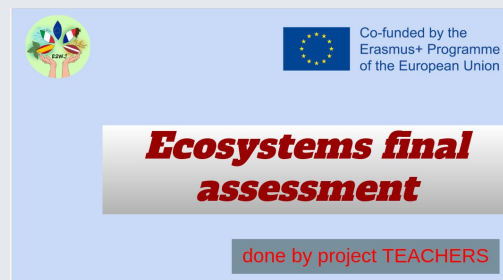 Co-funded by the
Erasmus+ Programme
of the European Union
Ecosystems final
assessment
done by project TEACHERS